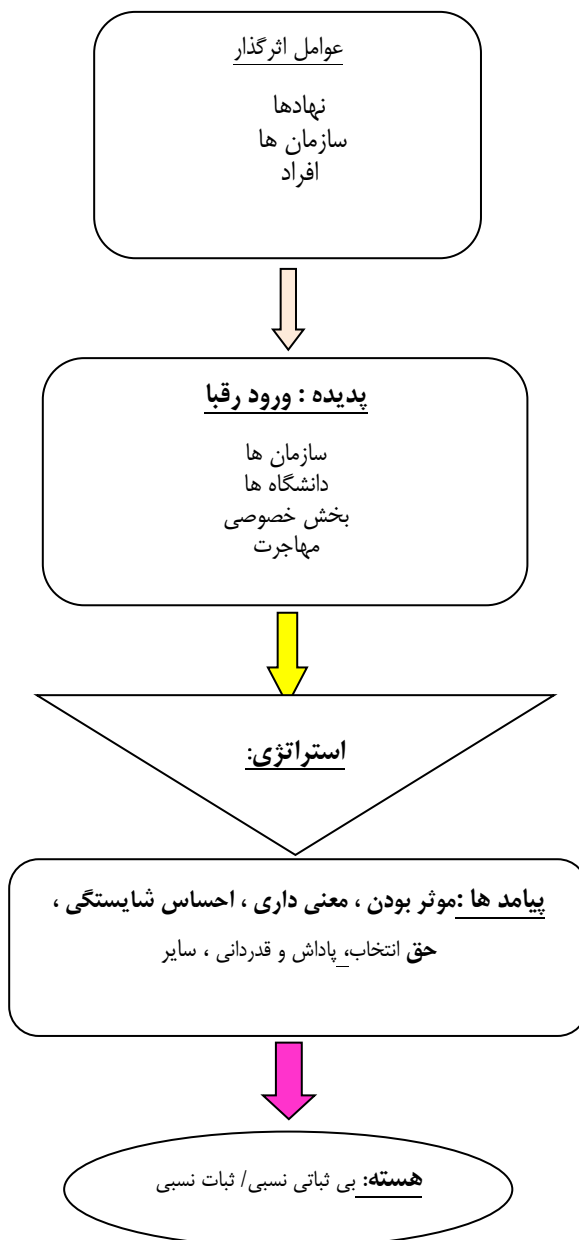 عوامل اثرگذار
نهادها
سازمان ها
افراد
پدیده : ورود رقبا
سازمان ها
دانشگاه ها
بخش خصوصی
مهاجرت
استراتژی:
پیامد ها :موثر بودن ، معنی داری ، احساس شایستگی ،
حق انتخاب، پاداش و قدردانی ، سایر
هسته: بی ثباتی نسبی/ ثبات نسبی